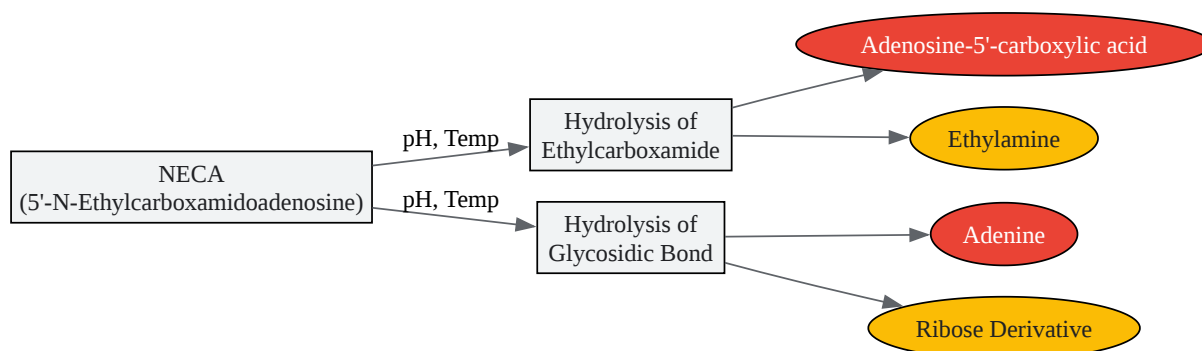 NECA
(5'-N-Ethylcarboxamidoadenosine)
pH, Temp
pH, Temp
Hydrolysis of
Ethylcarboxamide
Hydrolysis of
Glycosidic Bond
Adenosine-5'-carboxylic acid
Ethylamine
Adenine
Ribose Derivative